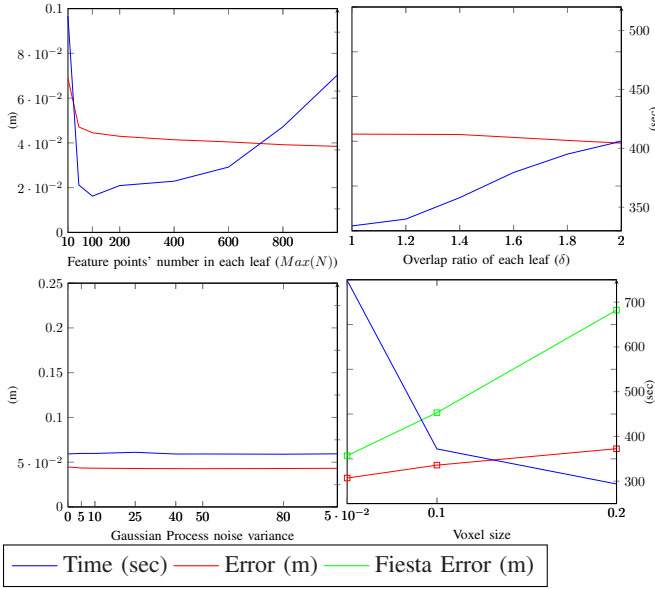 0.1
8 · 10⁻²
6 · 10⁻²
4 · 10⁻²
2 · 10⁻²
0
(m)
10 100 200 400 600 800
Feature points' number in each leaf (Max(N))
500
450
400
350
(sec)
1 1.2 1.4 1.6 1.8 2
Overlap ratio of each leaf (δ)
0.25
0.2
0.15
0.1
5 · 10⁻²
0
(m)
0 5 10 25 40 50 80
Gaussian Process noise variance
700
600
500
400
300
(sec)
5 · 10⁻² 0.1 0.2
Voxel size
Time (sec) Error (m) Fiesta Error (m)